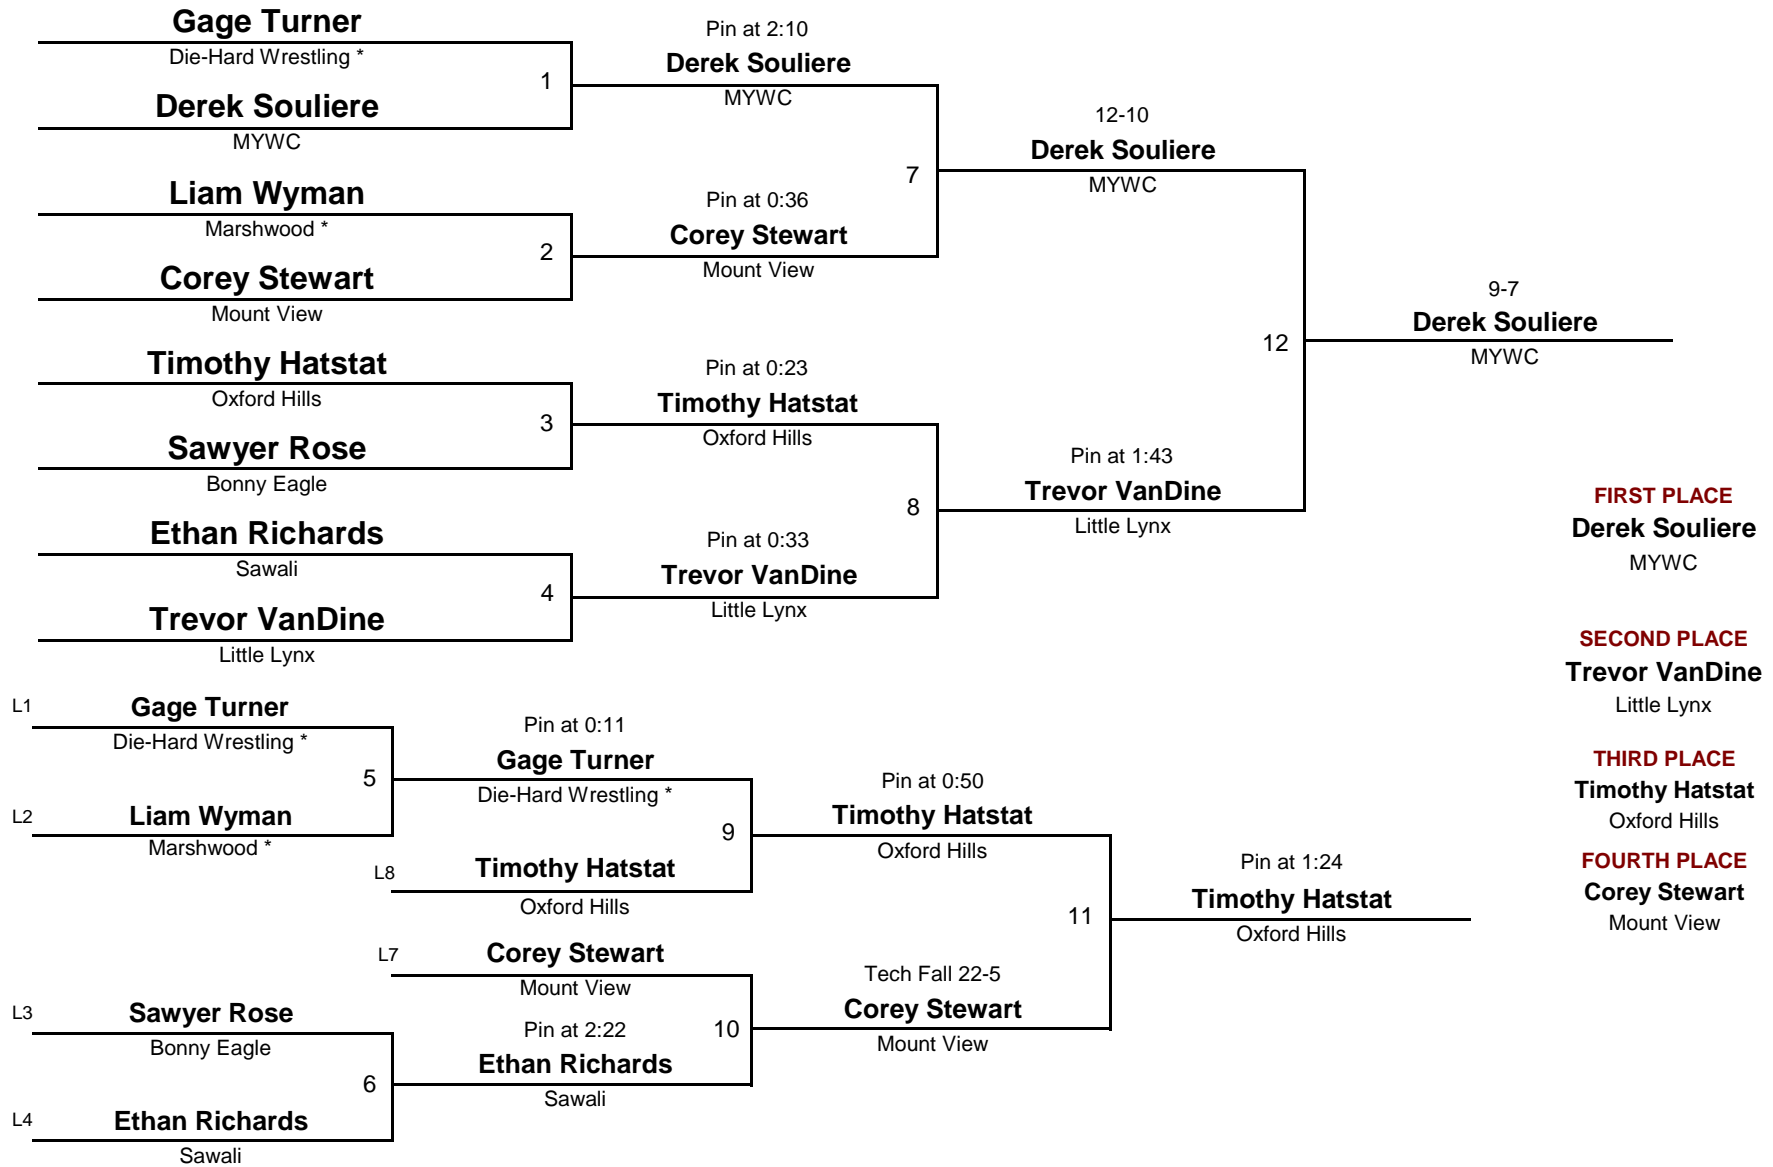 Gage Turner
Die-Hard Wrestling *
1
Derek Souliere
MYWC
Liam Wyman
Marshwood *
2
Corey Stewart
Mount View
Timothy Hatstat
Oxford Hills
3
Sawyer Rose
Bonny Eagle
Ethan Richards
Sawali
4
Trevor VanDine
Little Lynx
Pin at 2:10
Derek Souliere
MYWC
7
Pin at 0:36
Corey Stewart
Mount View
Pin at 0:23
Timothy Hatstat
Oxford Hills
8
Pin at 0:33
Trevor VanDine
Little Lynx
12-10
Derek Souliere
MYWC
12
Pin at 1:43
Trevor VanDine
Little Lynx
9-7
Derek Souliere
MYWC
L1
Gage Turner
Die-Hard Wrestling *
5
L2
Liam Wyman
Marshwood *
L3
Sawyer Rose
Bonny Eagle
6
L4
Ethan Richards
Sawali
Pin at 0:11
Gage Turner
Die-Hard Wrestling *
9
L8
Timothy Hatstat
Oxford Hills
L7
Corey Stewart
Mount View
10
Pin at 2:22
Ethan Richards
Sawali
Pin at 0:50
Timothy Hatstat
Oxford Hills
11
Tech Fall 22-5
Corey Stewart
Mount View
Pin at 1:24
Timothy Hatstat
Oxford Hills
FIRST PLACE
Derek Souliere
MYWC
SECOND PLACE
Trevor VanDine
Little Lynx
THIRD PLACE
Timothy Hatstat
Oxford Hills
FOURTH PLACE
Corey Stewart
Mount View